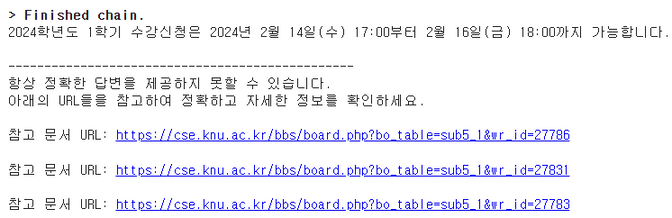 > Finished chain.
2024학년도 1학기 수강신청은 2024년 2월 14일(수) 17:00부터 2월 16일(금) 18:00까지 가능합니다.
--------------------------------------------------
항상 정확한 답변을 제공하지 못할 수 있습니다.
아래의 URL들을 참고하여 정확하고 자세한 정보를 확인하세요.
참고 문서 URL: https://cse.knu.ac.kr/bbs/board.php?bo_table=sub5_1&wr_id=27786
참고 문서 URL: https://cse.knu.ac.kr/bbs/board.php?bo_table=sub5_1&wr_id=27831
참고 문서 URL: https://cse.knu.ac.kr/bbs/board.php?bo_table=sub5_1&wr_id=27783